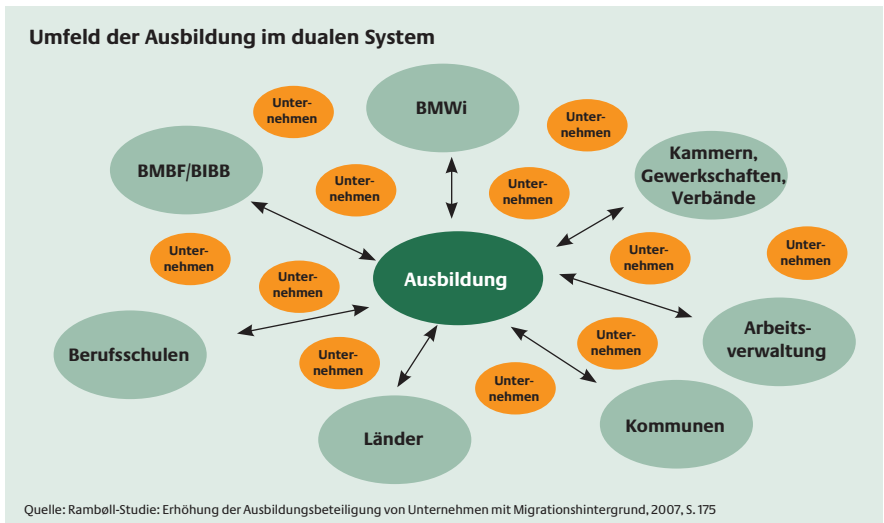 Umfeld der Ausbildung im dualen System
BMWi
Unter-
nehmen
Unter-
nehmen
Kammern,
Gewerkschaften,
Verbände
BMBF/BIBB
Unter-
nehmen
Unter-
nehmen
Unter-
nehmen
Unter-
nehmen
Unter-
nehmen
Unter-
nehmen
Ausbildung
Unter-
nehmen
Berufsschulen
Unter-
nehmen
Unter-
nehmen
Arbeits-
verwaltung
Unter-
nehmen
Länder
Kommunen
Quelle: Rambøll-Studie: Erhöhung der Ausbildungsbeteiligung von Unternehmen mit Migrationshintergrund, 2007, S. 175